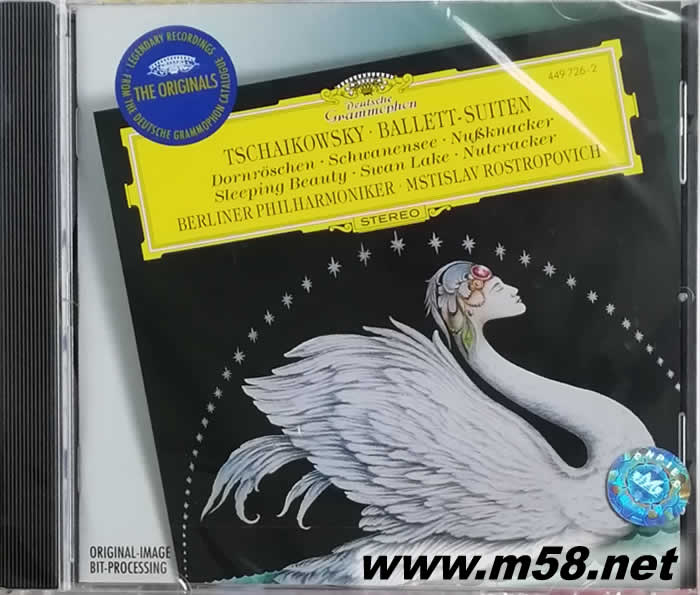 LEGENDARY RECORDINGS
THE ORIGINALS
FROM THE DEUTSCHE GRAMMOPHON CATALOGUE
Deutsche
Grammophon
449 726-2
TSCHAIKOWSKY · BALLETT-SUITEN
Dornröschen · Schwanensee · Nußknacker
Sleeping Beauty · Swan Lake · Nutcracker
BERLINER PHILHARMONIKER · MSTISLAV ROSTROPOVICH
STEREO
ORIGINAL-IMAGE
BIT-PROCESSING
www.m58.net